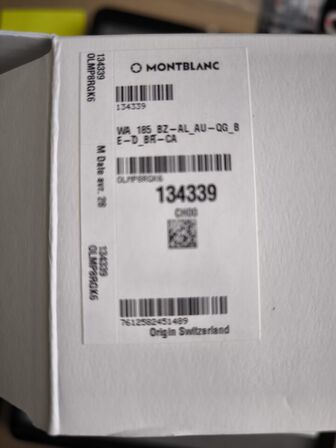 MONTBLANC
134339
WA_185_BZ-AL_AU-QG_B
E-D_BR-CA
OLMP8RGK6
134339
CH00
7612582451489
Origin Switzerland
134339
OLMP8RGK6
M Date avr. 26
134339
OLMP8RGK6